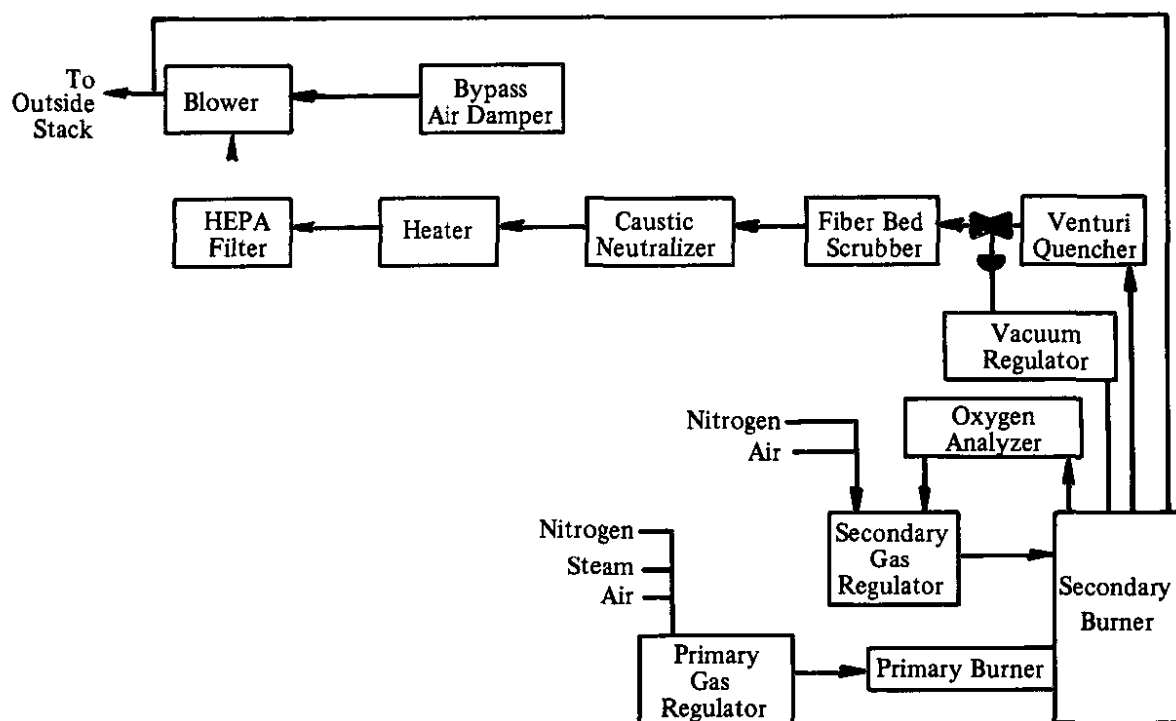 To
Outside
Stack
Blower
Bypass
Air Damper
HEPA
Filter
Heater
Caustic
Neutralizer
Fiber Bed
Scrubber
Venturi
Quencher
Vacuum
Regulator
Nitrogen
Air
Oxygen
Analyzer
Nitrogen
Steam
Air
Secondary
Gas
Regulator
Secondary
Burner
Primary
Gas
Regulator
Primary Burner